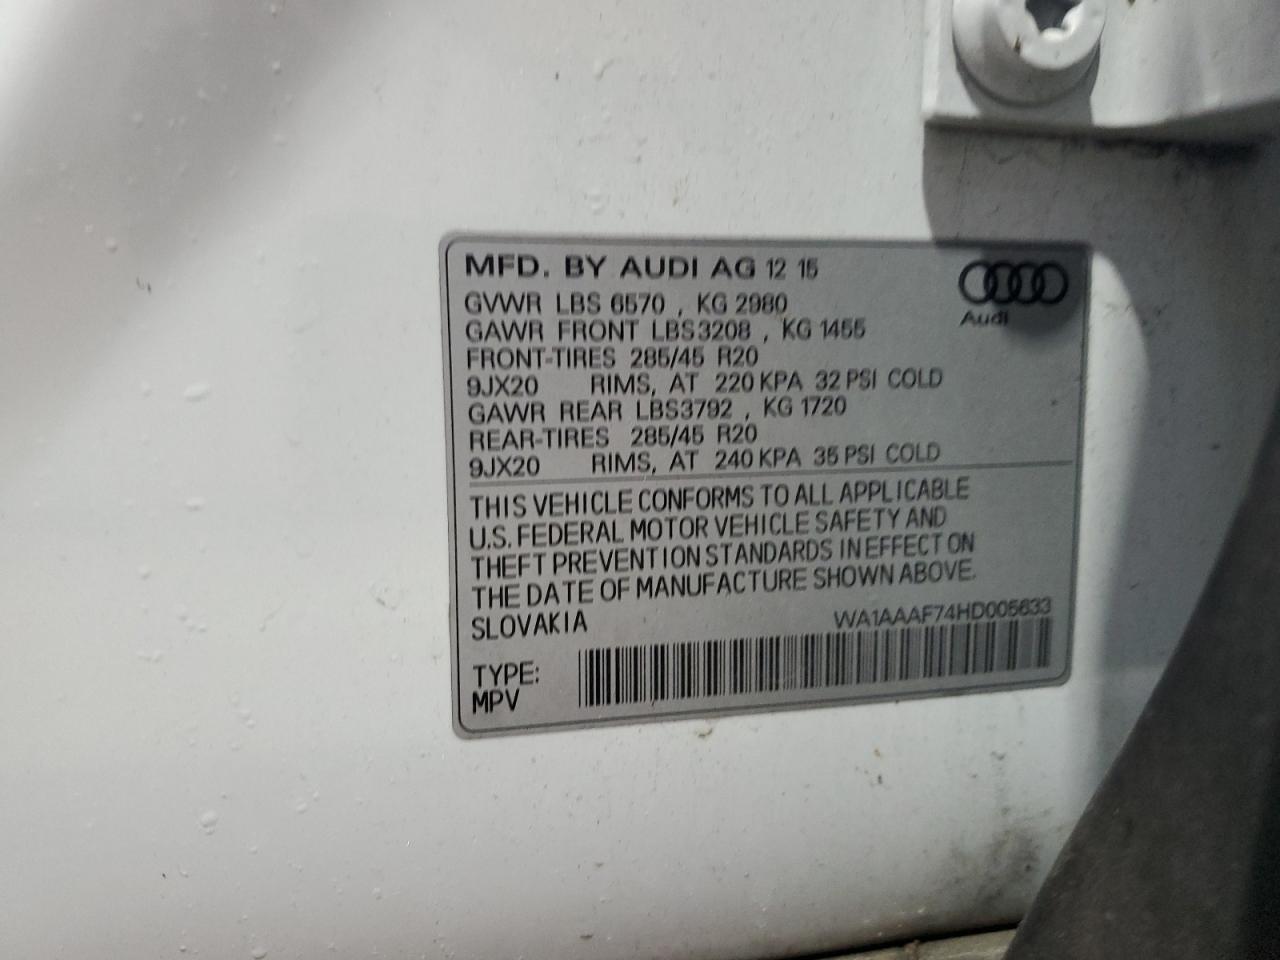 MFD. BY AUDI AG 12 15
Audi
GVWR LBS 6570 , KG 2980
GAWR FRONT LBS3208 , KG 1455
FRONT-TIRES 285/45 R20
9JX20 RIMS, AT 220 KPA 32 PSI COLD
GAWR REAR LBS3792 , KG 1720
REAR-TIRES 285/45 R20
9JX20 RIMS, AT 240 KPA 35 PSI COLD
THIS VEHICLE CONFORMS TO ALL APPLICABLE
U.S. FEDERAL MOTOR VEHICLE SAFETY AND
THEFT PREVENTION STANDARDS IN EFFECT ON
THE DATE OF MANUFACTURE SHOWN ABOVE.
SLOVAKIA WA1AAAF74HD005633
TYPE:
MPV